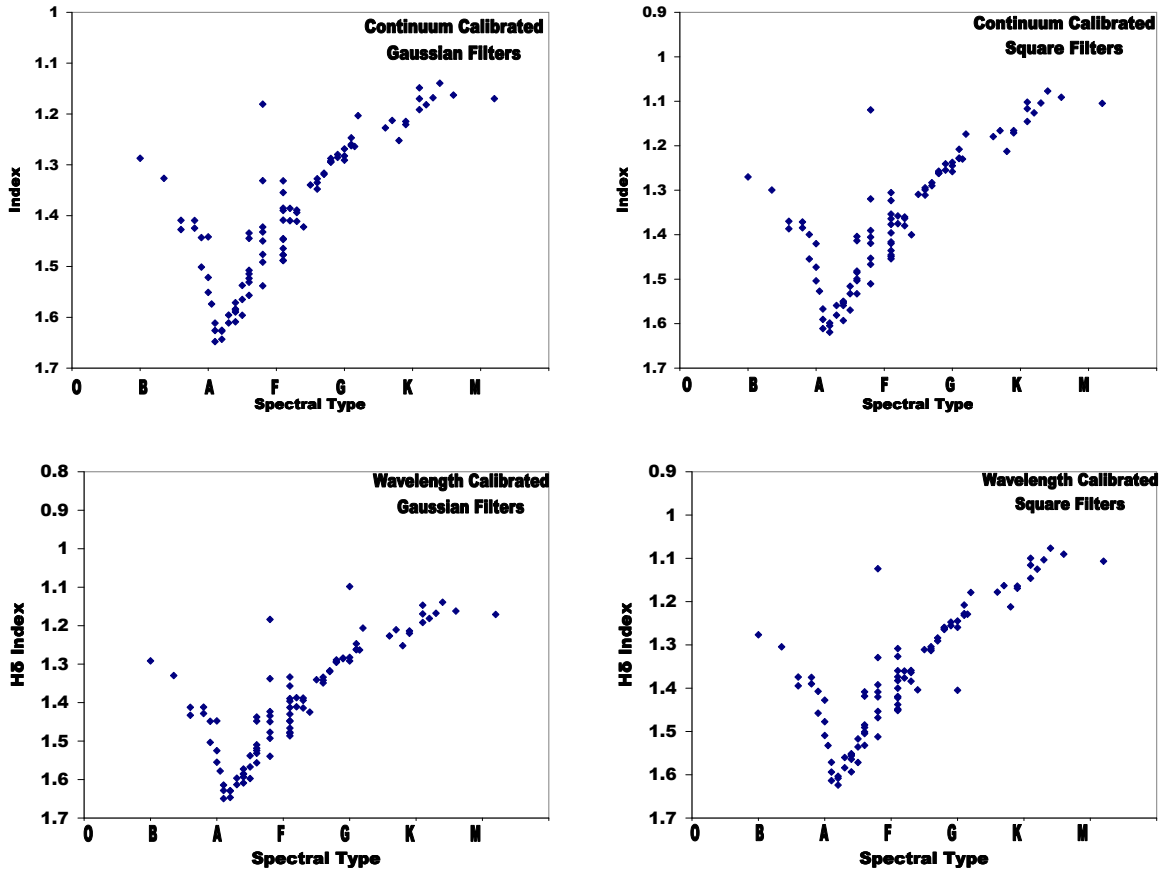 Continuum Calibrated
Gaussian Filters
1
1.1
1.2
1.3
1.4
1.5
1.6
1.7
Index
O B A F G K M
Spectral Type
Continuum Calibrated
Square Filters
0.9
1
1.1
1.2
1.3
1.4
1.5
1.6
1.7
Index
O B A F G K M
Spectral Type
Wavelength Calibrated
Gaussian Filters
0.8
0.9
1
1.1
1.2
1.3
1.4
1.5
1.6
1.7
Hδ Index
O B A F G K M
Spectral Type
Wavelength Calibrated
Square Filters
0.9
1
1.1
1.2
1.3
1.4
1.5
1.6
1.7
Hδ Index
O B A F G K M
Spectral Type